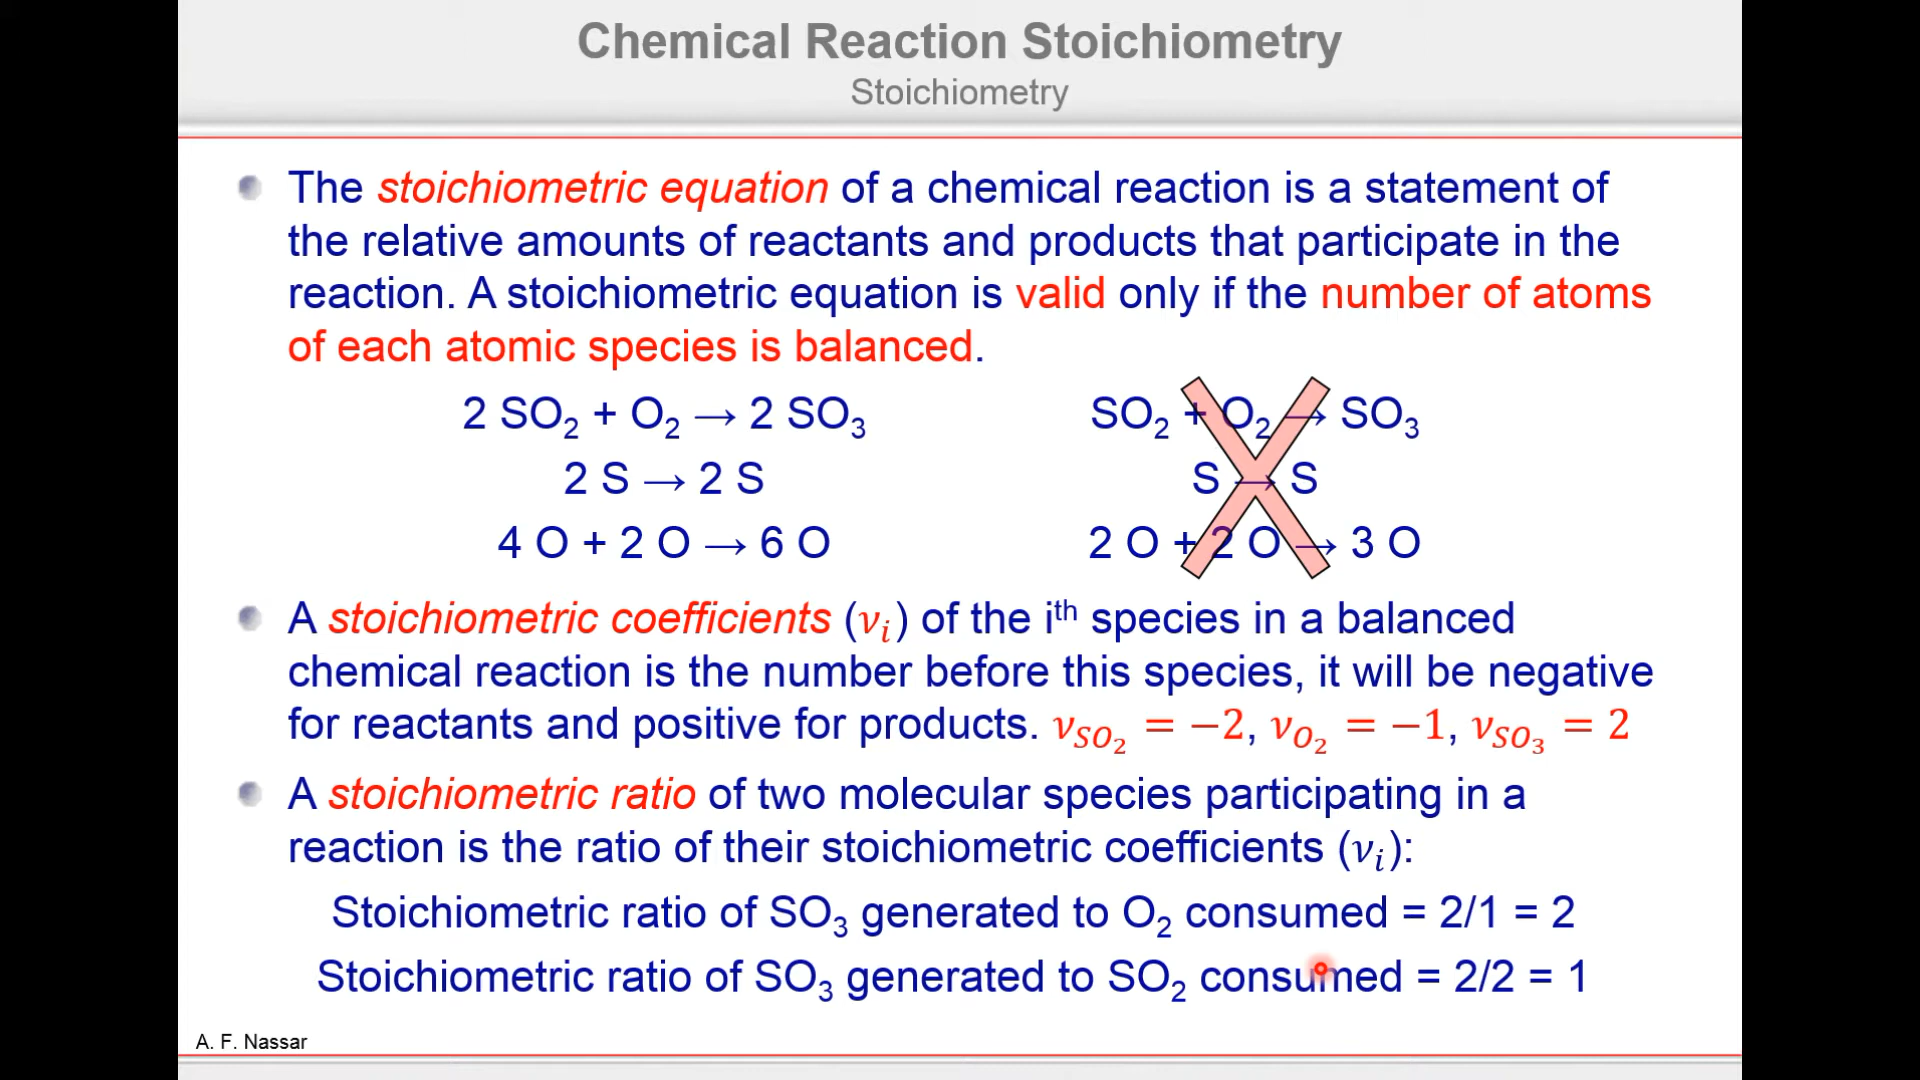 Chemical Reaction Stoichiometry
Stoichiometry
The stoichiometric equation of a chemical reaction is a statement of
the relative amounts of reactants and products that participate in the
reaction. A stoichiometric equation is valid only if the number of atoms
of each atomic species is balanced.
2 SO₂ + O₂ → 2 SO₃
SO₂ + O₂ → SO₃
2 S → 2 S
S → S
4 O + 2 O → 6 O
2 O + 2 O → 3 O
A stoichiometric coefficients (νᵢ) of the iᵗʰ species in a balanced
chemical reaction is the number before this species, it will be negative
for reactants and positive for products. ν_SO₂ = −2, ν_O₂ = −1, ν_SO₃ = 2
A stoichiometric ratio of two molecular species participating in a
reaction is the ratio of their stoichiometric coefficients (νᵢ):
Stoichiometric ratio of SO₃ generated to O₂ consumed = 2/1 = 2
Stoichiometric ratio of SO₃ generated to SO₂ consumed = 2/2 = 1
A. F. Nassar